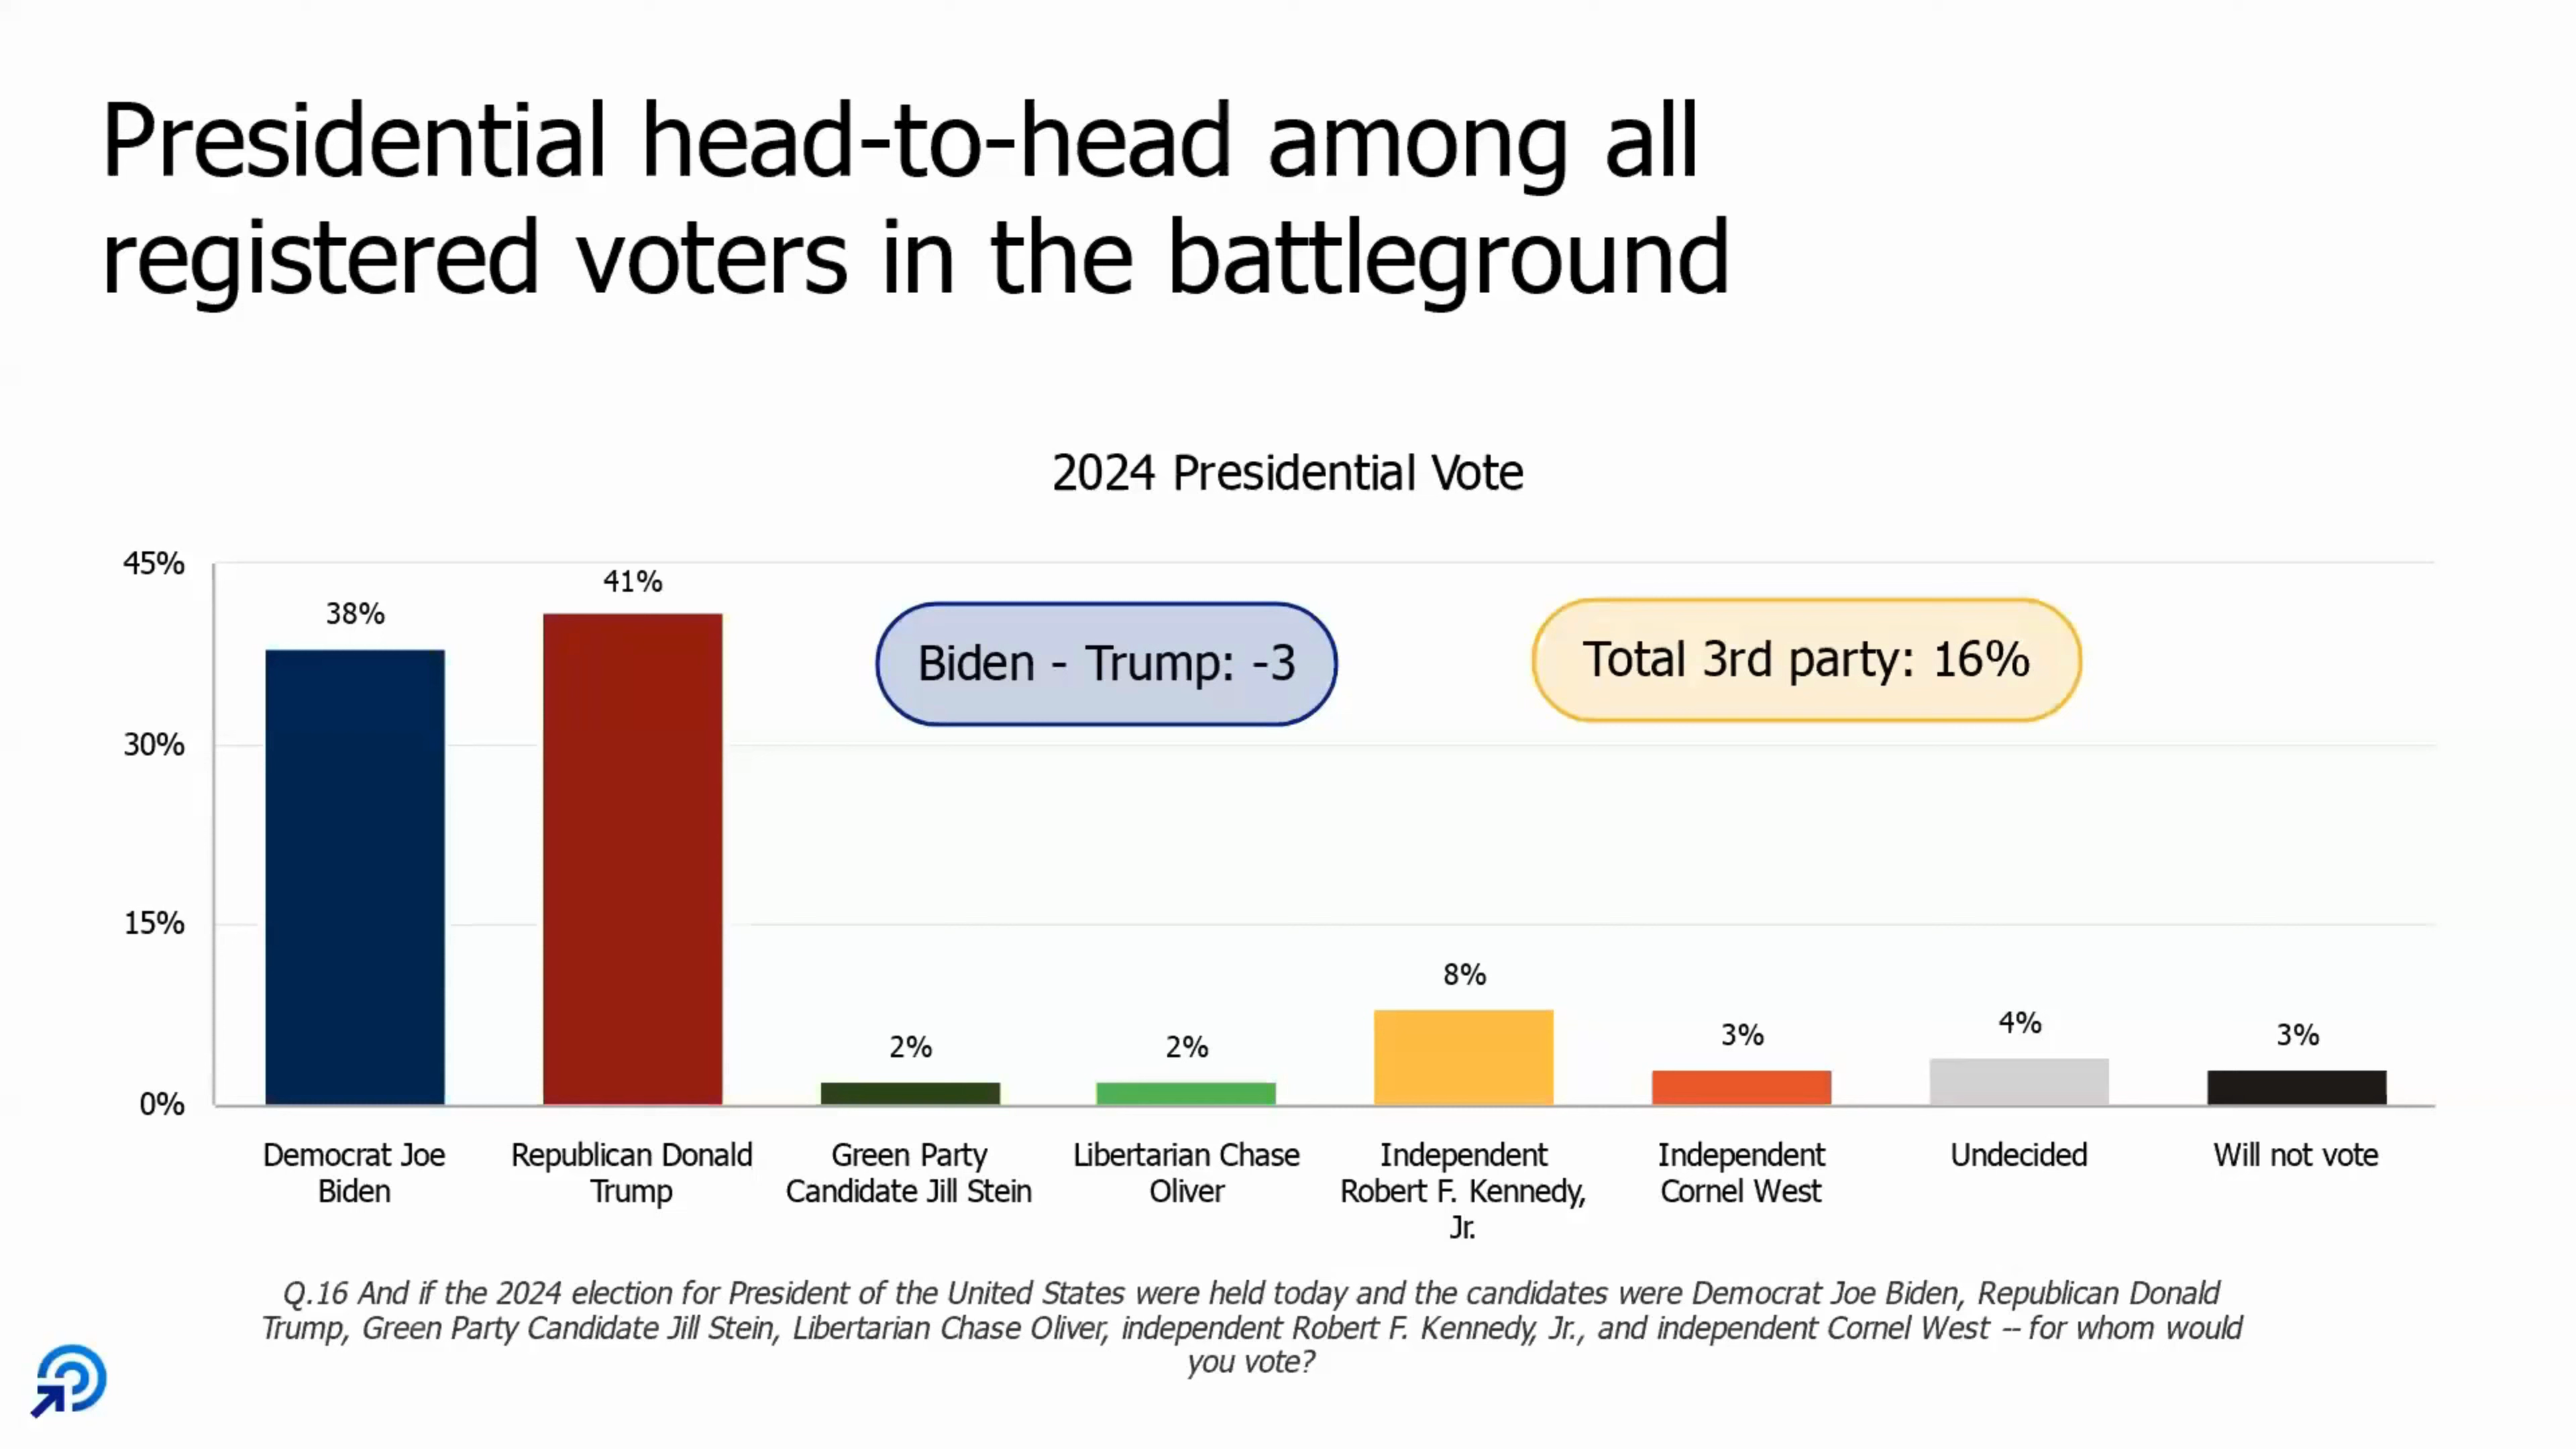 Presidential head-to-head among all
registered voters in the battleground
2024 Presidential Vote
45%
30%
15%
0%
38%
41%
2%
2%
8%
3%
4%
3%
Biden - Trump: -3
Total 3rd party: 16%
Democrat Joe
Biden
Republican Donald
Trump
Green Party
Candidate Jill Stein
Libertarian Chase
Oliver
Independent
Robert F. Kennedy,
Jr.
Independent
Cornel West
Undecided
Will not vote
Q.16 And if the 2024 election for President of the United States were held today and the candidates were Democrat Joe Biden, Republican Donald
Trump, Green Party Candidate Jill Stein, Libertarian Chase Oliver, independent Robert F. Kennedy, Jr., and independent Cornel West -- for whom would
you vote?